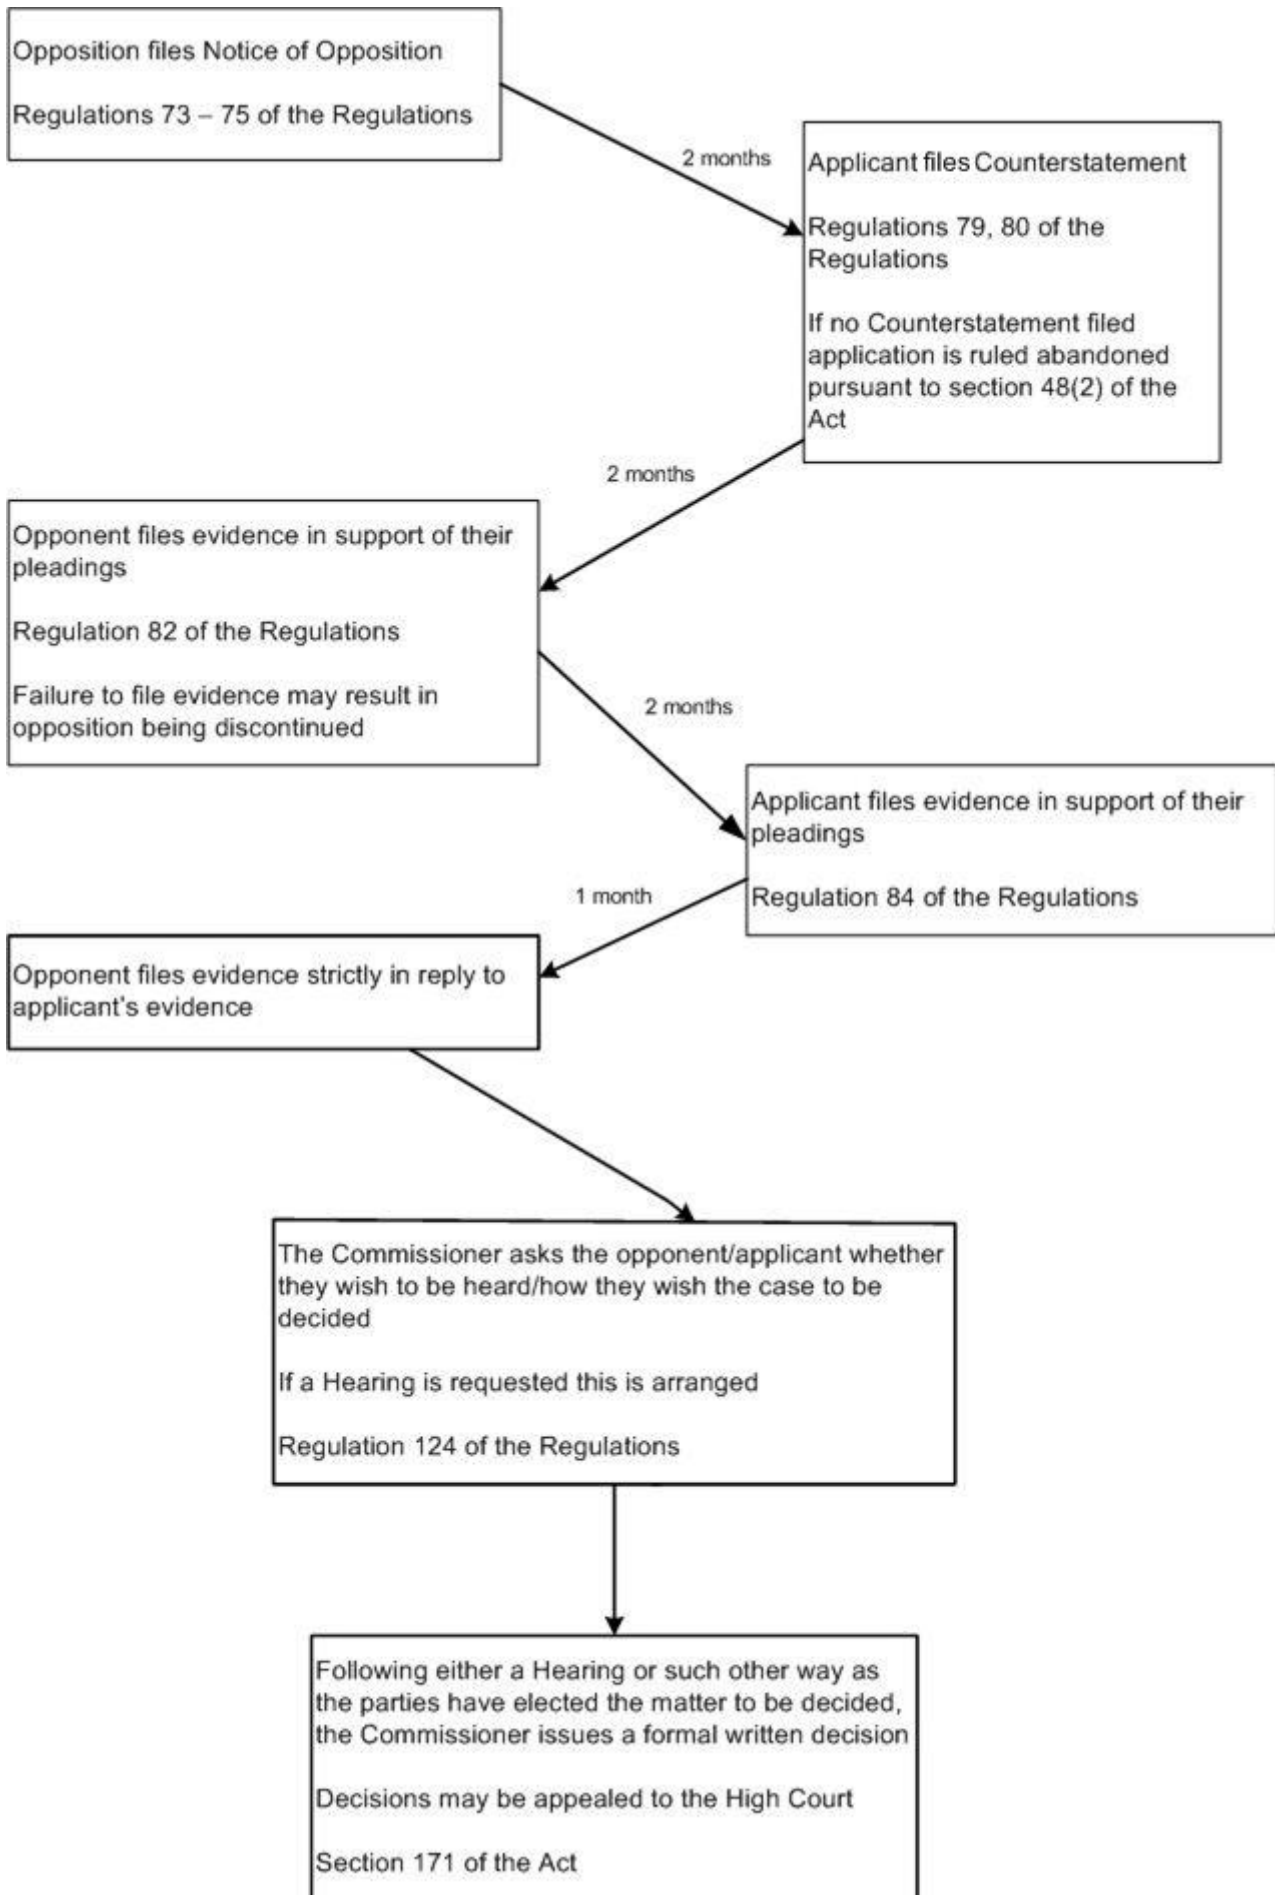 Opposition files Notice of Opposition
Regulations 73 – 75 of the Regulations
2 months
Applicant files Counterstatement
Regulations 79, 80 of the
Regulations
If no Counterstatement filed
application is ruled abandoned
pursuant to section 48(2) of the
Act
2 months
Opponent files evidence in support of their
pleadings
Regulation 82 of the Regulations
Failure to file evidence may result in
opposition being discontinued
2 months
Applicant files evidence in support of their
pleadings
Regulation 84 of the Regulations
1 month
Opponent files evidence strictly in reply to
applicant's evidence
The Commissioner asks the opponent/applicant whether
they wish to be heard/how they wish the case to be
decided
If a Hearing is requested this is arranged
Regulation 124 of the Regulations
Following either a Hearing or such other way as
the parties have elected the matter to be decided,
the Commissioner issues a formal written decision
Decisions may be appealed to the High Court
Section 171 of the Act